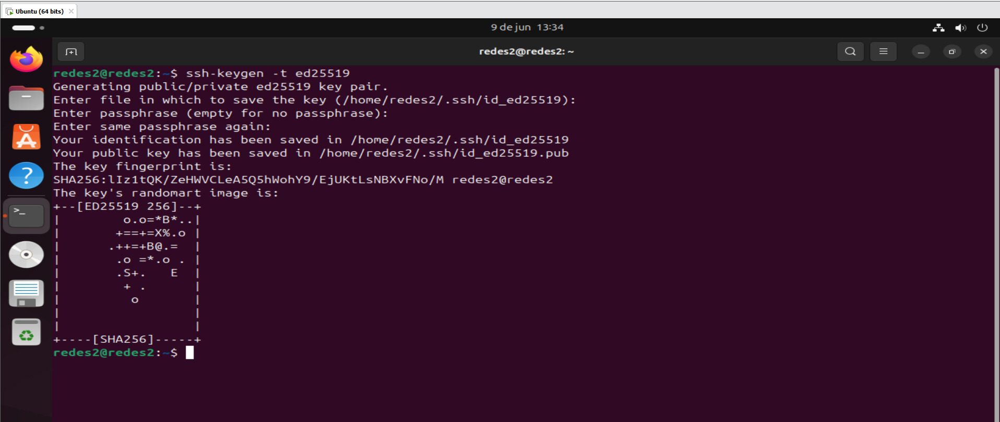 Ubuntu (64 bits)
9 de jun 13:34
redes2@redes2: ~
redes2@redes2:~$ ssh-keygen -t ed25519
Generating public/private ed25519 key pair.
Enter file in which to save the key (/home/redes2/.ssh/id_ed25519):
Enter passphrase (empty for no passphrase):
Enter same passphrase again:
Your identification has been saved in /home/redes2/.ssh/id_ed25519
Your public key has been saved in /home/redes2/.ssh/id_ed25519.pub
The key fingerprint is:
SHA256:lIz1tQK/ZeHWVCLeA5Q5hWohY9/EjUKtLsNBXvFNo/M redes2@redes2
The key's randomart image is:
+--[ED25519 256]--+
|        o.o=*B*..|
|       +==+=X%.o |
|      .++=+B@.=  |
|       .o =*.o . |
|       .S+.   E  |
|        + .      |
|         o       |
|                 |
|                 |
+----[SHA256]-----+
redes2@redes2:~$